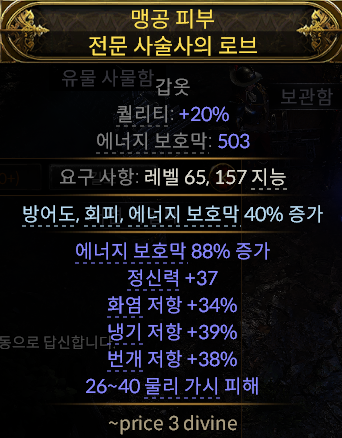 맹공 피부
전문 사술사의 로브
유물 사물함
갑옷
보관함
퀄리티: +20%
에너지 보호막: 503
요구 사항: 레벨 65, 157 지능
방어도, 회피, 에너지 보호막 40% 증가
에너지 보호막 88% 증가
정신력 +37
화염 저항 +34%
냉기 저항 +39%
동으로 답신합니다.
번개 저항 +38%
26~40 물리 가시 피해
~price 3 divine